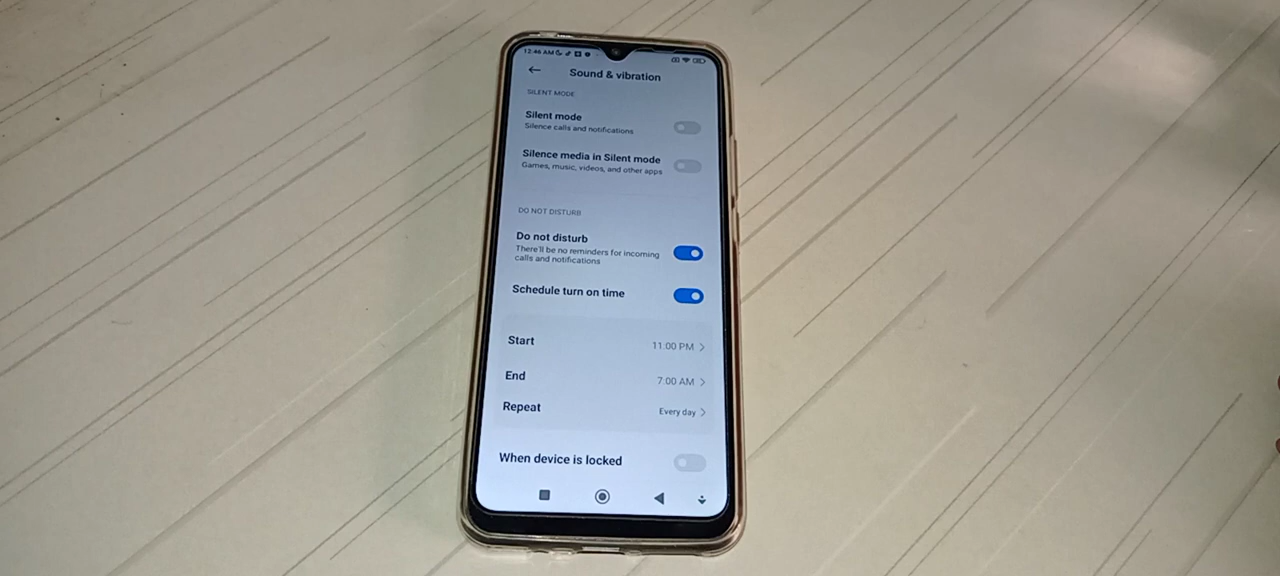 12:46 AM
Sound & vibration
SILENT MODE
Silent mode
Silence calls and notifications
Silence media in Silent mode
Games, music, videos, and other apps
DO NOT DISTURB
Do not disturb
There'll be no reminders for incoming
calls and notifications
Schedule turn on time
Start
11:00 PM
End
7:00 AM
Repeat
Every day
When device is locked